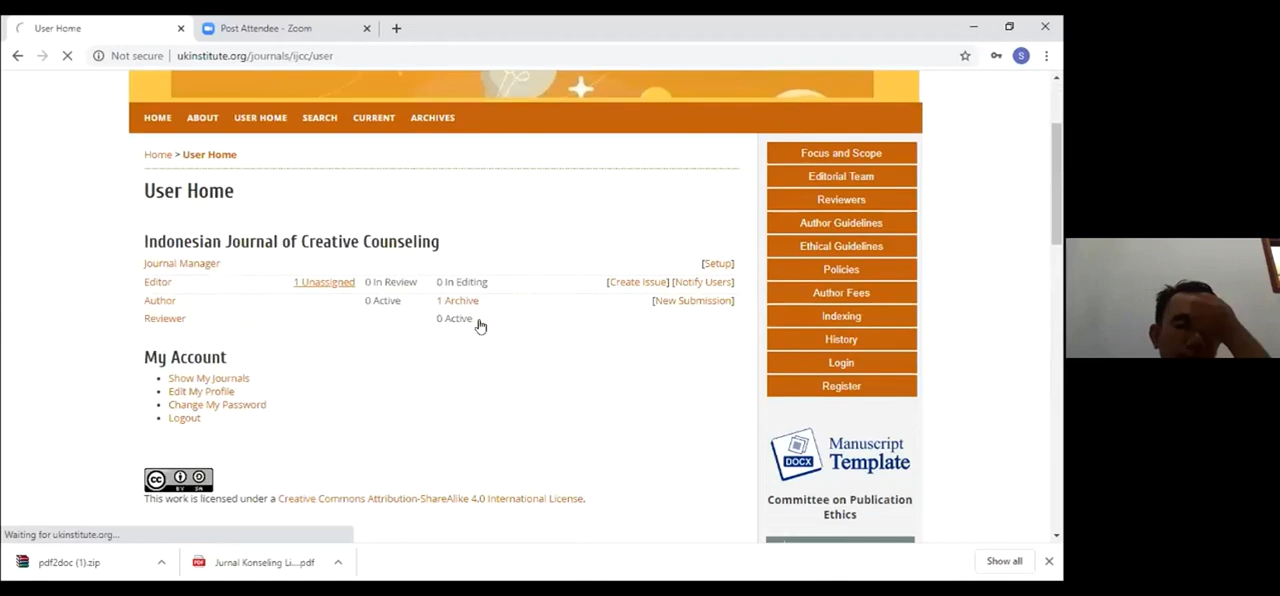 User Home
Post Attendee - Zoom
Not secure
ukinstitute.org/journals/ijcc/user
S
HOME ABOUT USER HOME SEARCH CURRENT ARCHIVES
Home > User Home
User Home
Indonesian Journal of Creative Counseling
Journal Manager [Setup]
Editor 1 Unassigned 0 In Review 0 In Editing [Create Issue] [Notify Users]
Author 0 Active 1 Archive [New Submission]
Reviewer 0 Active
My Account
Show My Journals
Edit My Profile
Change My Password
Logout
CC BY SA
This work is licensed under a Creative Commons Attribution-ShareAlike 4.0 International License.
Focus and Scope
Editorial Team
Reviewers
Author Guidelines
Ethical Guidelines
Policies
Author Fees
Indexing
History
Login
Register
DOCX
Manuscript
Template
Committee on Publication
Ethics
Waiting for ukinstitute.org...
pdf2doc (1).zip
PDF
Jurnal Konseling Li....pdf
Show all